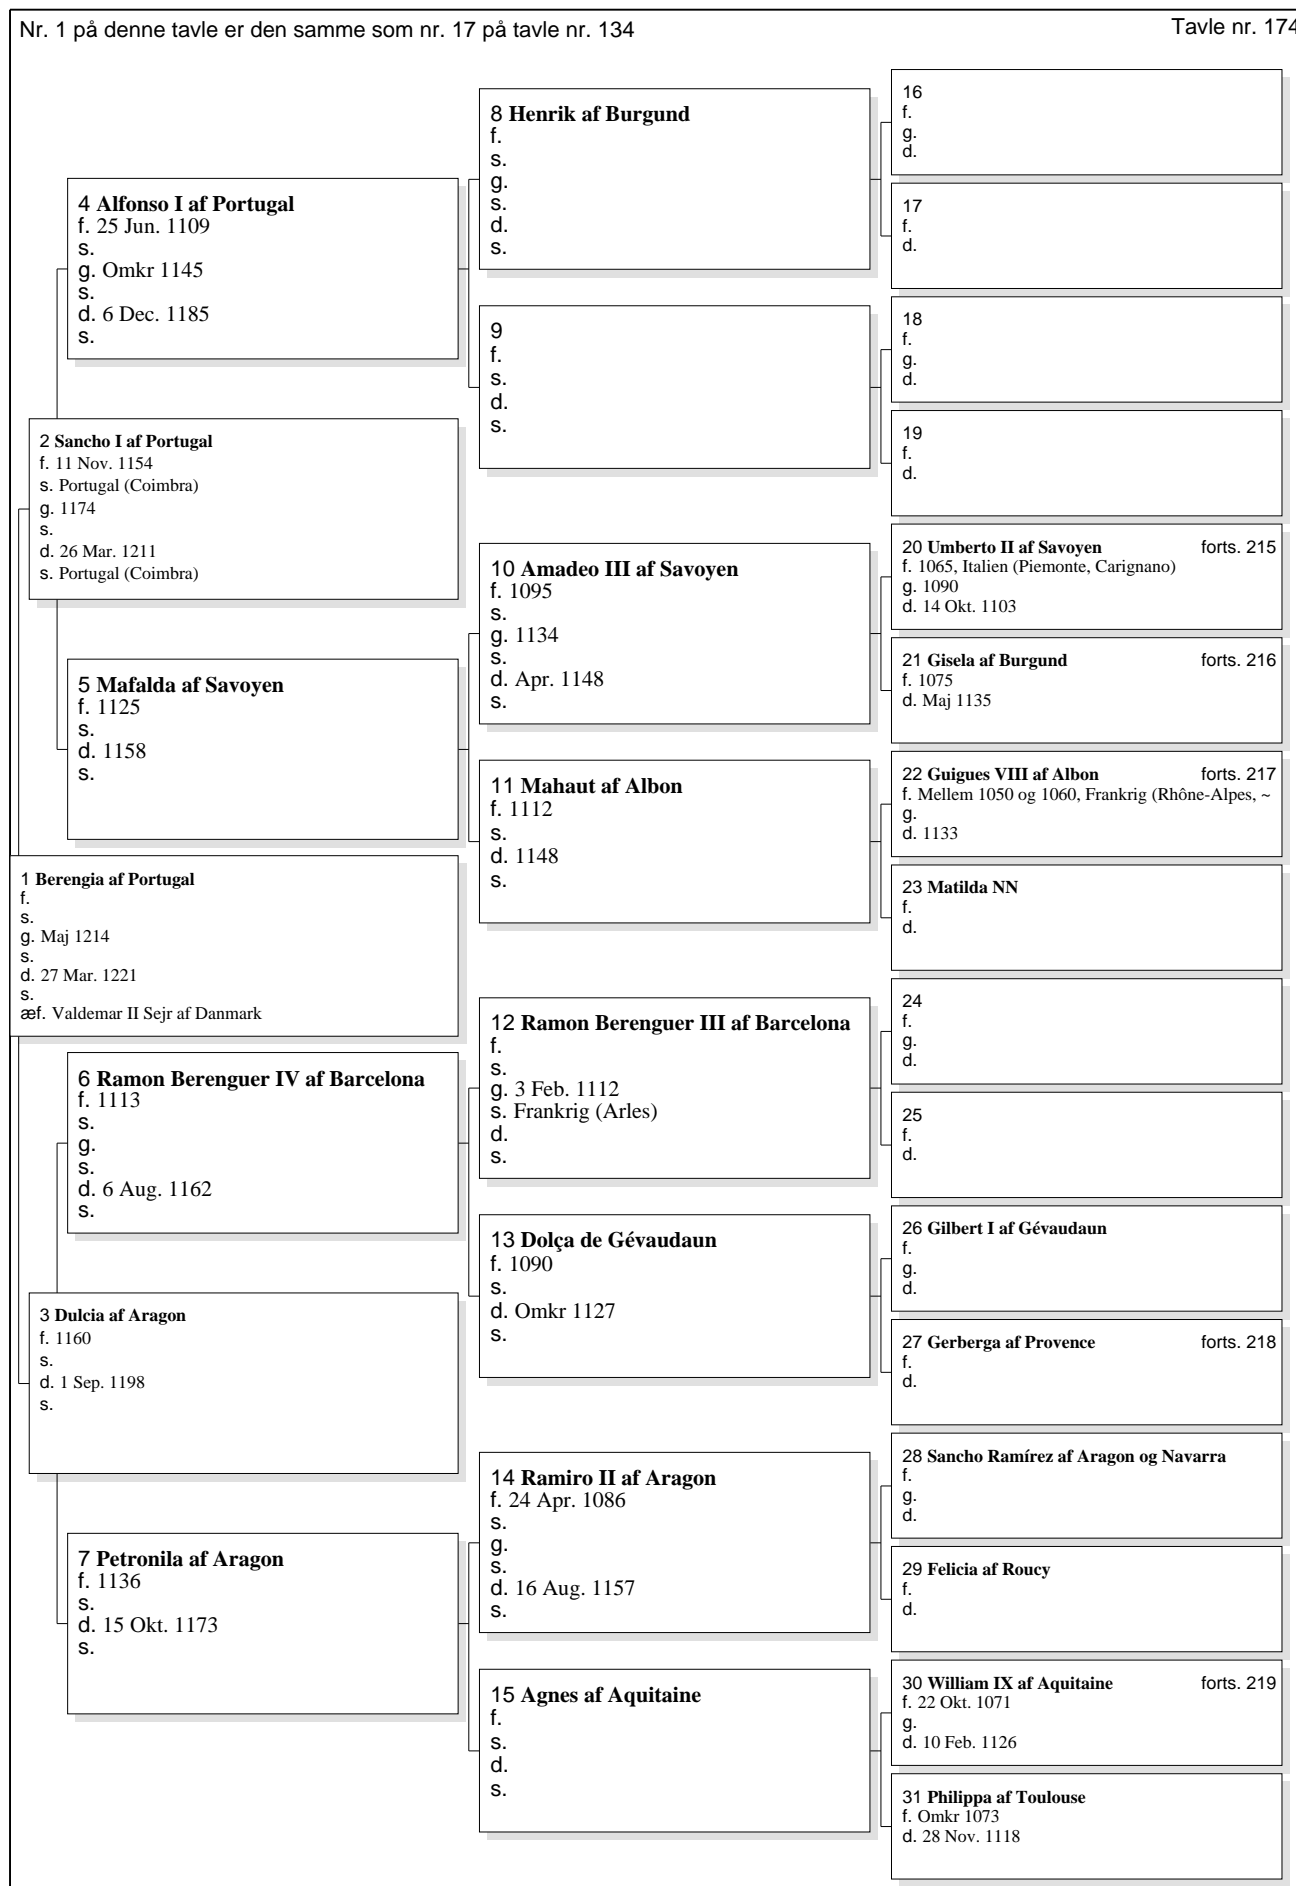 Nr. 1 på denne tavle er den samme som nr. 17 på tavle nr. 134
Tavle nr. 174
1 Berengia af Portugal
f.
s.
g. Maj 1214
s.
d. 27 Mar. 1221
s.
æf. Valdemar II Sejr af Danmark
2 Sancho I af Portugal
f. 11 Nov. 1154
s. Portugal (Coimbra)
g. 1174
s.
d. 26 Mar. 1211
s. Portugal (Coimbra)
3 Dulcia af Aragon
f. 1160
s.
d. 1 Sep. 1198
s.
4 Alfonso I af Portugal
f. 25 Jun. 1109
s.
g. Omkr 1145
s.
d. 6 Dec. 1185
s.
5 Mafalda af Savoyen
f. 1125
s.
d. 1158
s.
6 Ramon Berenguer IV af Barcelona
f. 1113
s.
g.
s.
d. 6 Aug. 1162
s.
7 Petronila af Aragon
f. 1136
s.
d. 15 Okt. 1173
s.
8 Henrik af Burgund
f.
s.
g.
s.
d.
s.
9
f.
s.
d.
s.
10 Amadeo III af Savoyen
f. 1095
s.
g. 1134
s.
d. Apr. 1148
s.
11 Mahaut af Albon
f. 1112
s.
d. 1148
s.
12 Ramon Berenguer III af Barcelona
f.
s.
g. 3 Feb. 1112
s. Frankrig (Arles)
d.
s.
13 Dolça de Gévaudaun
f. 1090
s.
d. Omkr 1127
s.
14 Ramiro II af Aragon
f. 24 Apr. 1086
s.
g.
s.
d. 16 Aug. 1157
s.
15 Agnes af Aquitaine
f.
s.
d.
s.
16
f.
g.
d.
17
f.
d.
18
f.
g.
d.
19
f.
d.
20 Umberto II af Savoyen forts. 215
f. 1065, Italien (Piemonte, Carignano)
g. 1090
d. 14 Okt. 1103
21 Gisela af Burgund forts. 216
f. 1075
d. Maj 1135
22 Guigues VIII af Albon forts. 217
f. Mellem 1050 og 1060, Frankrig (Rhône-Alpes, ~
g.
d. 1133
23 Matilda NN
f.
d.
24
f.
g.
d.
25
f.
d.
26 Gilbert I af Gévaudaun
f.
g.
d.
27 Gerberga af Provence forts. 218
f.
d.
28 Sancho Ramírez af Aragon og Navarra
f.
g.
d.
29 Felicia af Roucy
f.
d.
30 William IX af Aquitaine forts. 219
f. 22 Okt. 1071
g.
d. 10 Feb. 1126
31 Philippa af Toulouse
f. Omkr 1073
d. 28 Nov. 1118